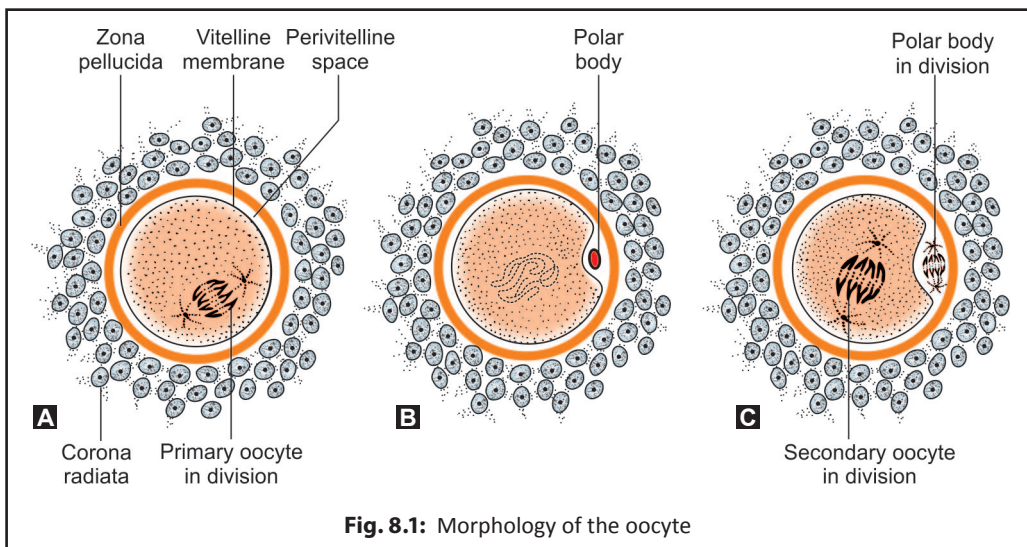 Zona
pellucida
Vitelline
membrane
Perivitelline
space
Polar
body
Polar body
in division
A
B
C
Corona
radiata
Primary oocyte
in division
Secondary oocyte
in division
Fig. 8.1: Morphology of the oocyte